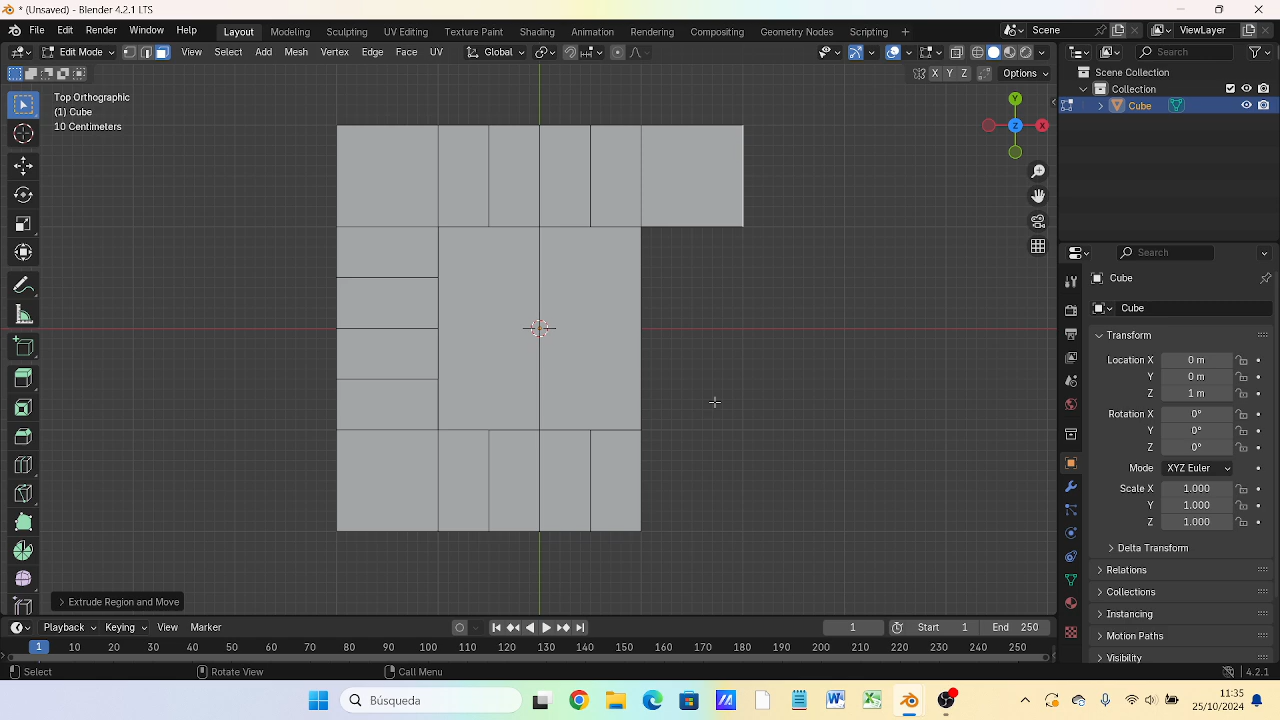 * (Unsaved) - Blender 4.2.1 LTS
File Edit Render Window Help Layout Modeling Sculpting UV Editing Texture Paint Shading Animation Rendering Compositing Geometry Nodes Scripting + Scene ViewLayer
Edit Mode View Select Add Mesh Vertex Edge Face UV Global Search
X Y Z Options
Top Orthographic
(1) Cube
10 Centimeters
Y
Z X
Scene Collection
Collection
Cube
Search
Cube
Cube
Transform
Location X 0 m
Y 0 m
Z 1 m
Rotation X 0°
Y 0°
Z 0°
Mode XYZ Euler
Scale X 1.000
Y 1.000
Z 1.000
Delta Transform
Relations
Collections
Instancing
Motion Paths
Visibility
Extrude Region and Move
Playback Keying View Marker 1 Start 1 End 250
1 10 20 30 40 50 60 70 80 90 100 110 120 130 140 150 160 170 180 190 200 210 220 230 240 250
Select Rotate View Call Menu 4.2.1
Búsqueda
11:35
25/10/2024